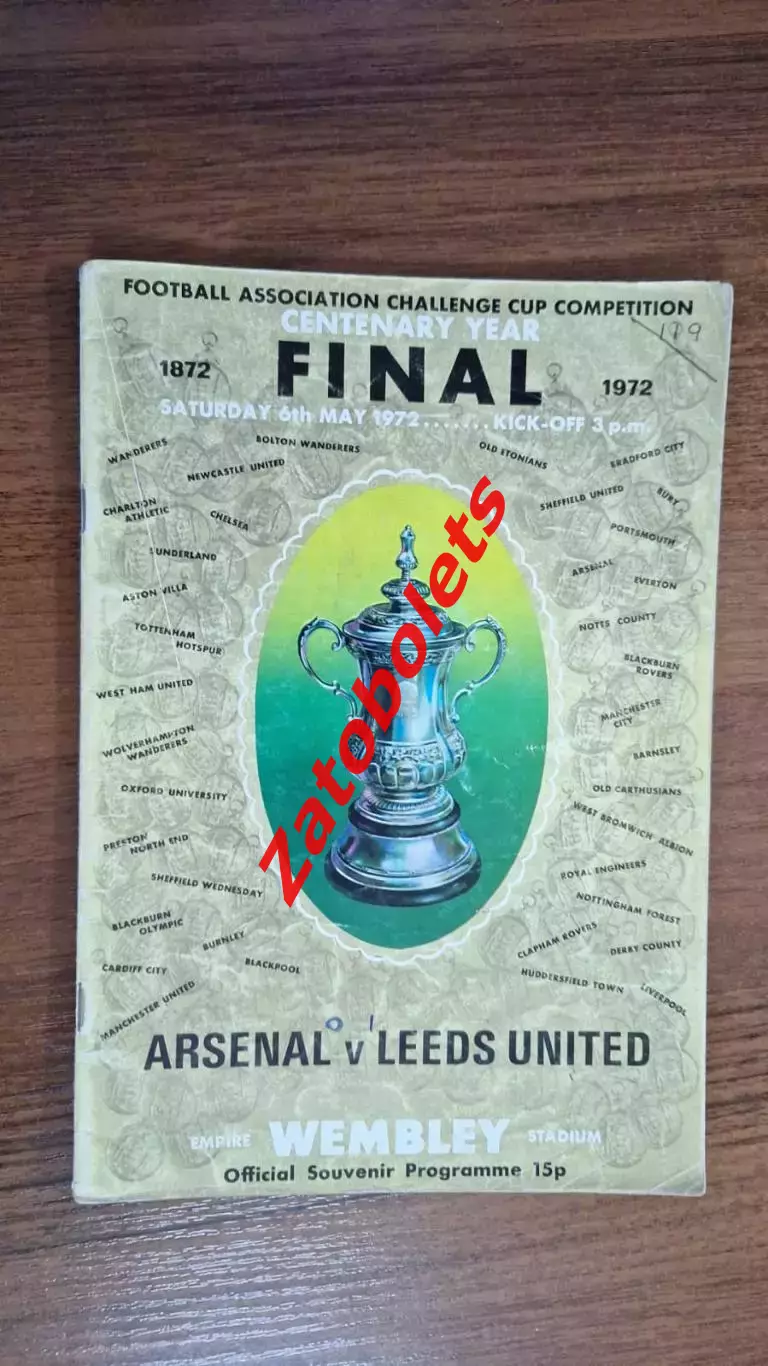 FOOTBALL ASSOCIATION CHALLENGE CUP COMPETITION
CENTENARY YEAR
179
1872 FINAL 1972
SATURDAY 6th MAY 1972.......KICK-OFF 3 p.m.
WANDERERS
BOLTON WANDERERS
OLD ETONIANS
BRADFORD CITY
NEWCASTLE UNITED
SHEFFIELD UNITED
BURY
CHARLTON
ATHLETIC
CHELSEA
PORTSMOUTH
SUNDERLAND
ARSENAL
EVERTON
ASTON VILLA
NOTTS COUNTY
TOTTENHAM
HOTSPUR
BLACKBURN
ROVERS
WEST HAM UNITED
MANCHESTER
CITY
WOLVERHAMPTON
WANDERERS
BARNSLEY
OXFORD UNIVERSITY
OLD CARTHUSIANS
PRESTON
NORTH END
WEST BROMWICH ALBION
SHEFFIELD WEDNESDAY
ROYAL ENGINEERS
NOTTINGHAM FOREST
BLACKBURN
OLYMPIC
BURNLEY
CLAPHAM ROVERS
DERBY COUNTY
CARDIFF CITY
BLACKPOOL
HUDDERSFIELD TOWN
LIVERPOOL
MANCHESTER UNITED
Zatobolets
0 1
ARSENAL v LEEDS UNITED
EMPIRE WEMBLEY STADIUM
Official Souvenir Programme 15p